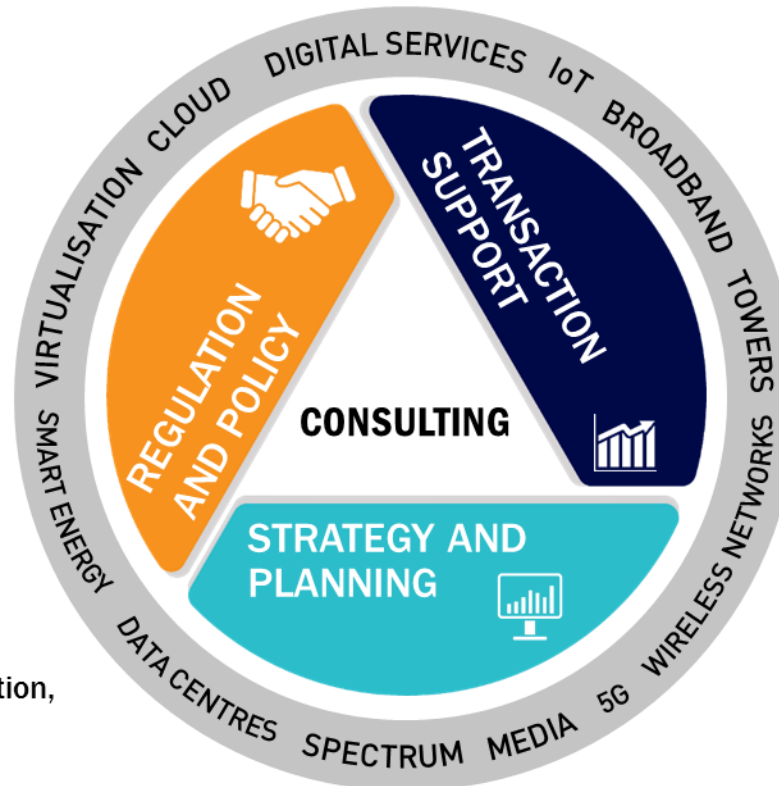 VIRTUALISATION
CLOUD
DIGITAL SERVICES
IoT
BROADBAND
TOWERS
WIRELESS NETWORKS
5G
MEDIA
SPECTRUM
DATA CENTRES
SMART ENERGY
REGULATION
AND POLICY
TRANSACTION
SUPPORT
CONSULTING
STRATEGY AND
PLANNING
tion,